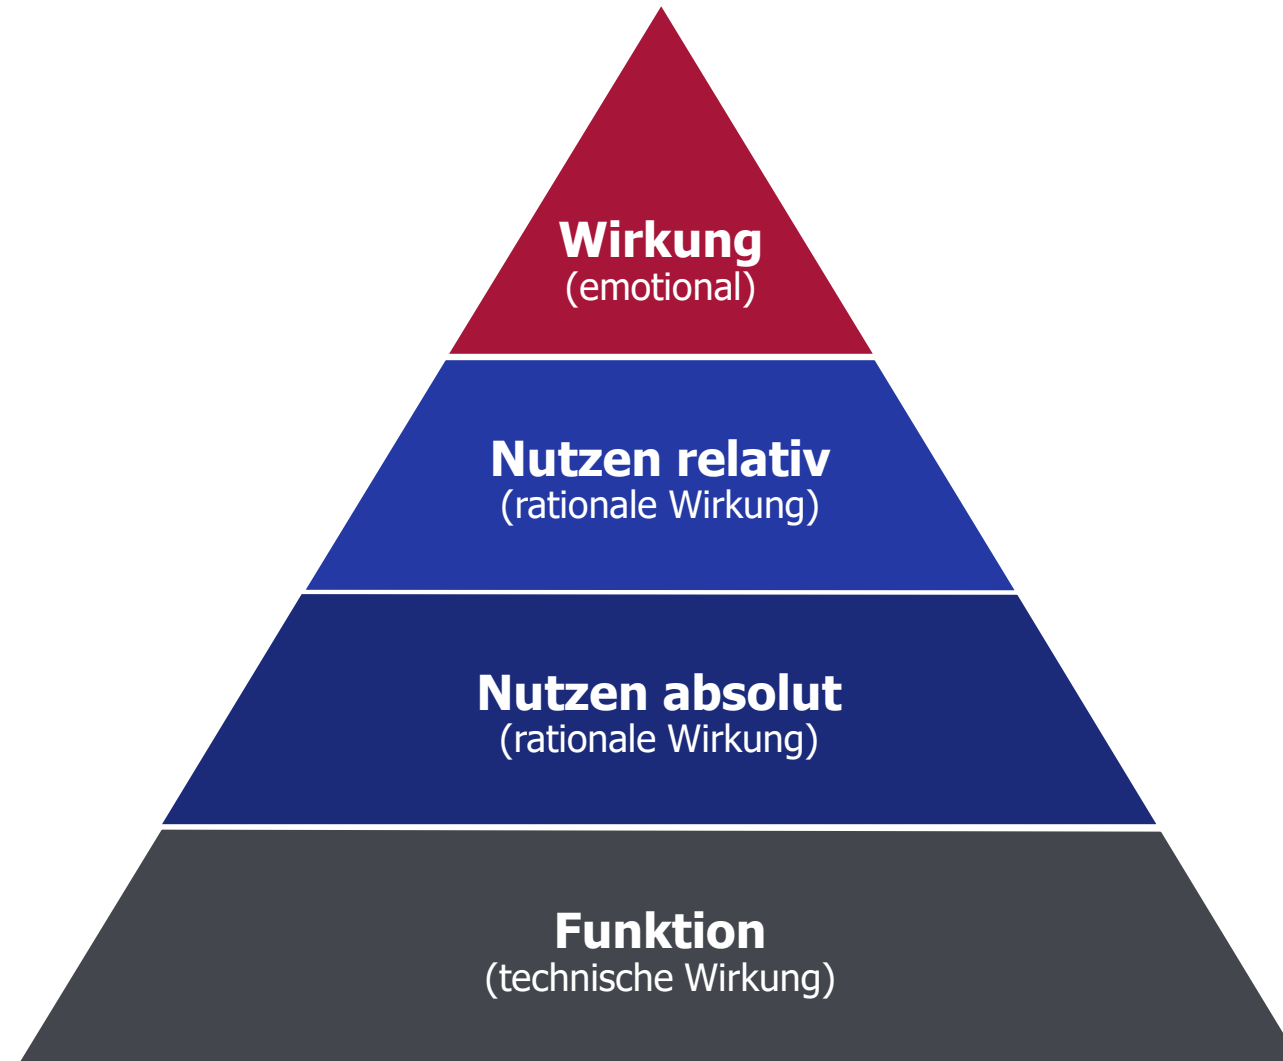 Wirkung
(emotional)
Nutzen relativ
(rationale Wirkung)
Nutzen absolut
(rationale Wirkung)
Funktion
(technische Wirkung)